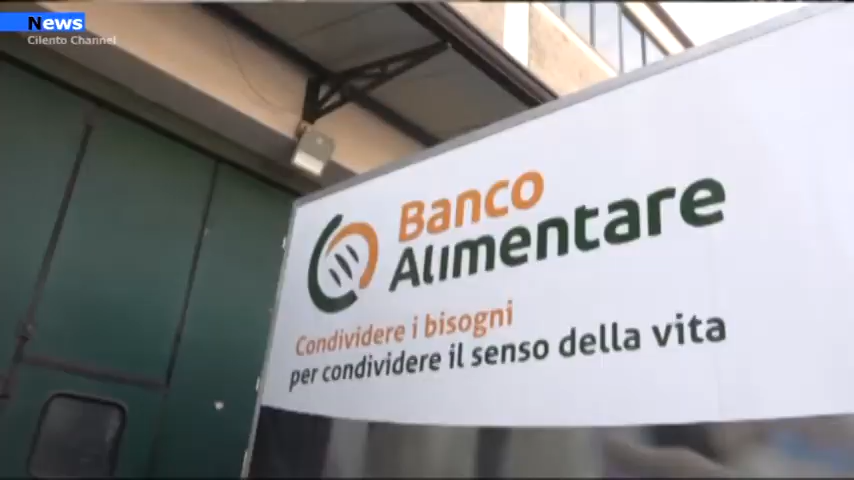 News
Cilento Channel
Banco
Alimentare
Condividere i bisogni
per condividere il senso della vita